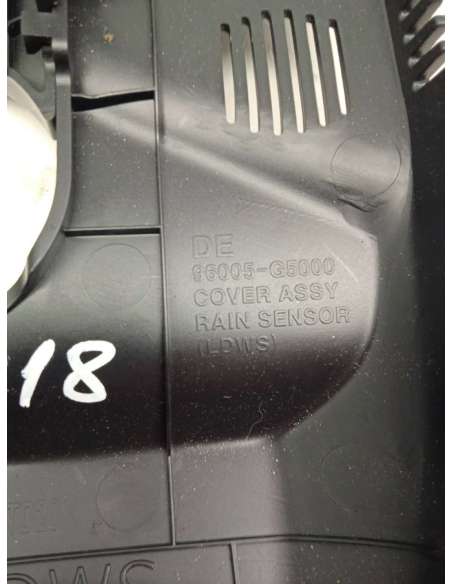 DE
96005-G5000
COVER ASSY
RAIN SENSOR
(LDWS)
18